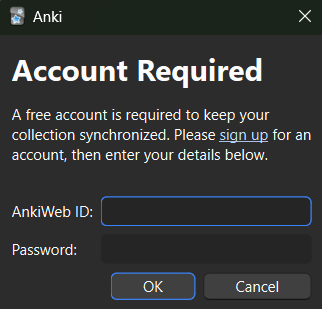 Anki
Account Required
A free account is required to keep your
collection synchronized. Please sign up for an
account, then enter your details below.
AnkiWeb ID:
Password:
OK Cancel